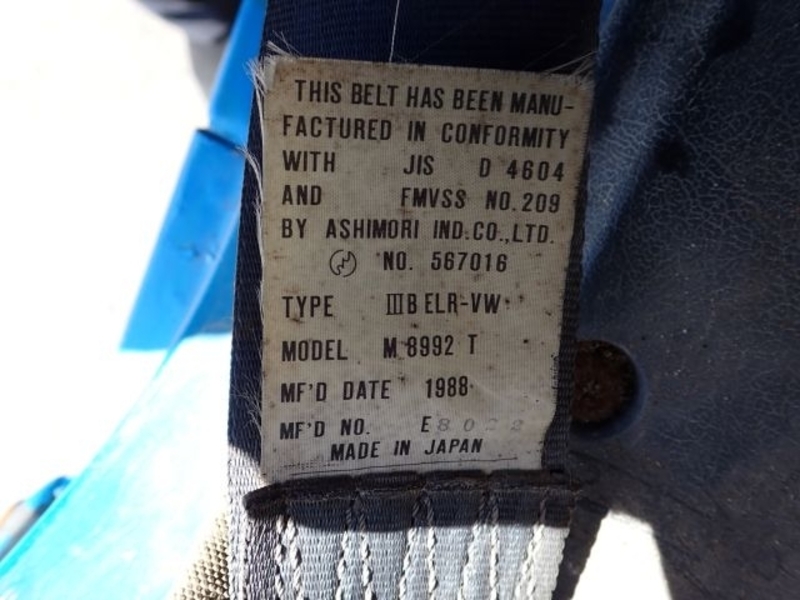 THIS BELT HAS BEEN MANU-
FACTURED IN CONFORMITY
WITH JIS D 4604
AND FMVSS NO.209
BY ASHIMORI IND.CO.,LTD.
NO. 567016
TYPE IIIB ELR-VW
MODEL M 8992 T
MF'D DATE 1988
MF'D NO. E
MADE IN JAPAN